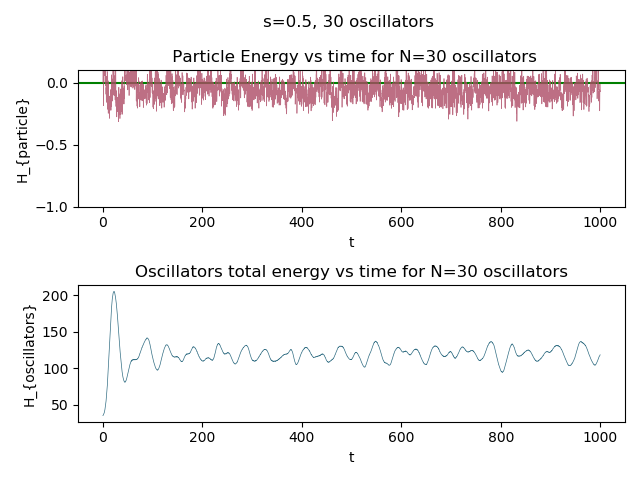 s=0.5, 30 oscillators
Particle Energy vs time for N=30 oscillators
0.0
−0.5
−1.0
H_{particle}
0 200 400 600 800 1000
t
Oscillators total energy vs time for N=30 oscillators
200
150
100
50
H_{oscillators}
0 200 400 600 800 1000
t